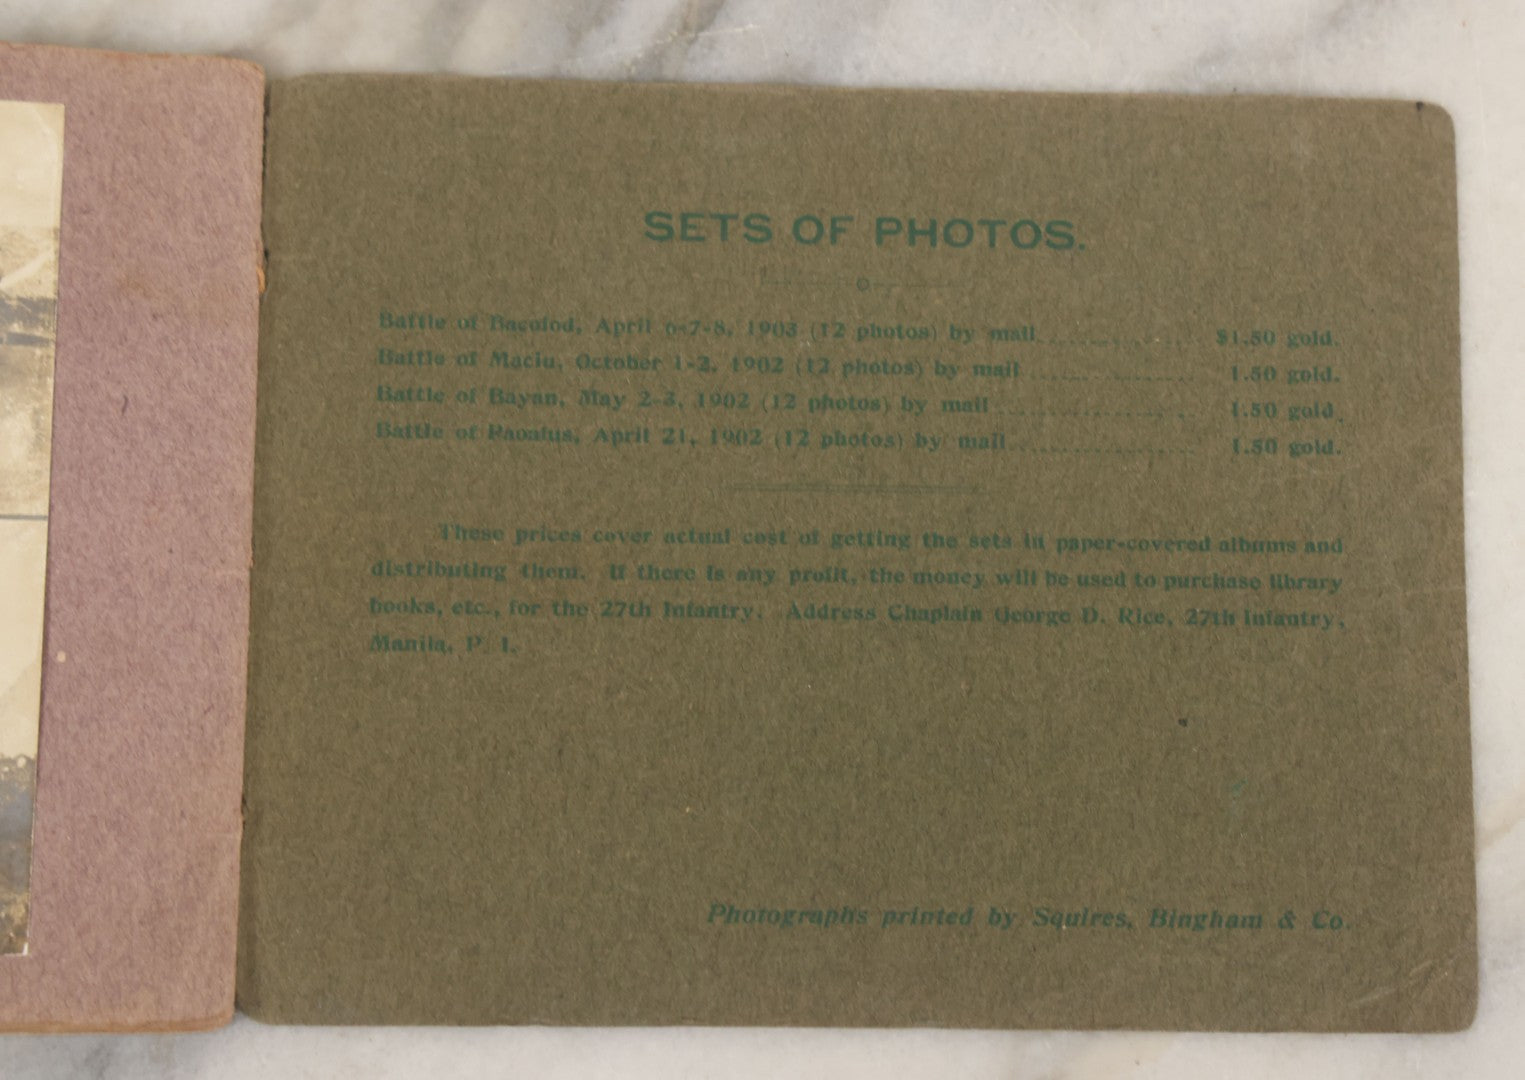 SETS OF PHOTOS.
Battle of Bacolod, April 6-7-8, 1903 (12 photos) by mail................ $1.50 gold.
Battle of Maciu, October 1-2, 1902 (12 photos) by mail................ 1.50 gold.
Battle of Bayan, May 2-3, 1902 (12 photos) by mail................ 1.50 gold.
Battle of Paoalus, April 21, 1902 (12 photos) by mail................ 1.50 gold.
These prices cover actual cost of getting the sets in paper-covered albums and
distributing them. If there is any profit, the money will be used to purchase library
books, etc., for the 27th Infantry. Address Chaplain George D. Rice, 27th Infantry,
Manila, P. I.
Photographs printed by Squires, Bingham & Co.